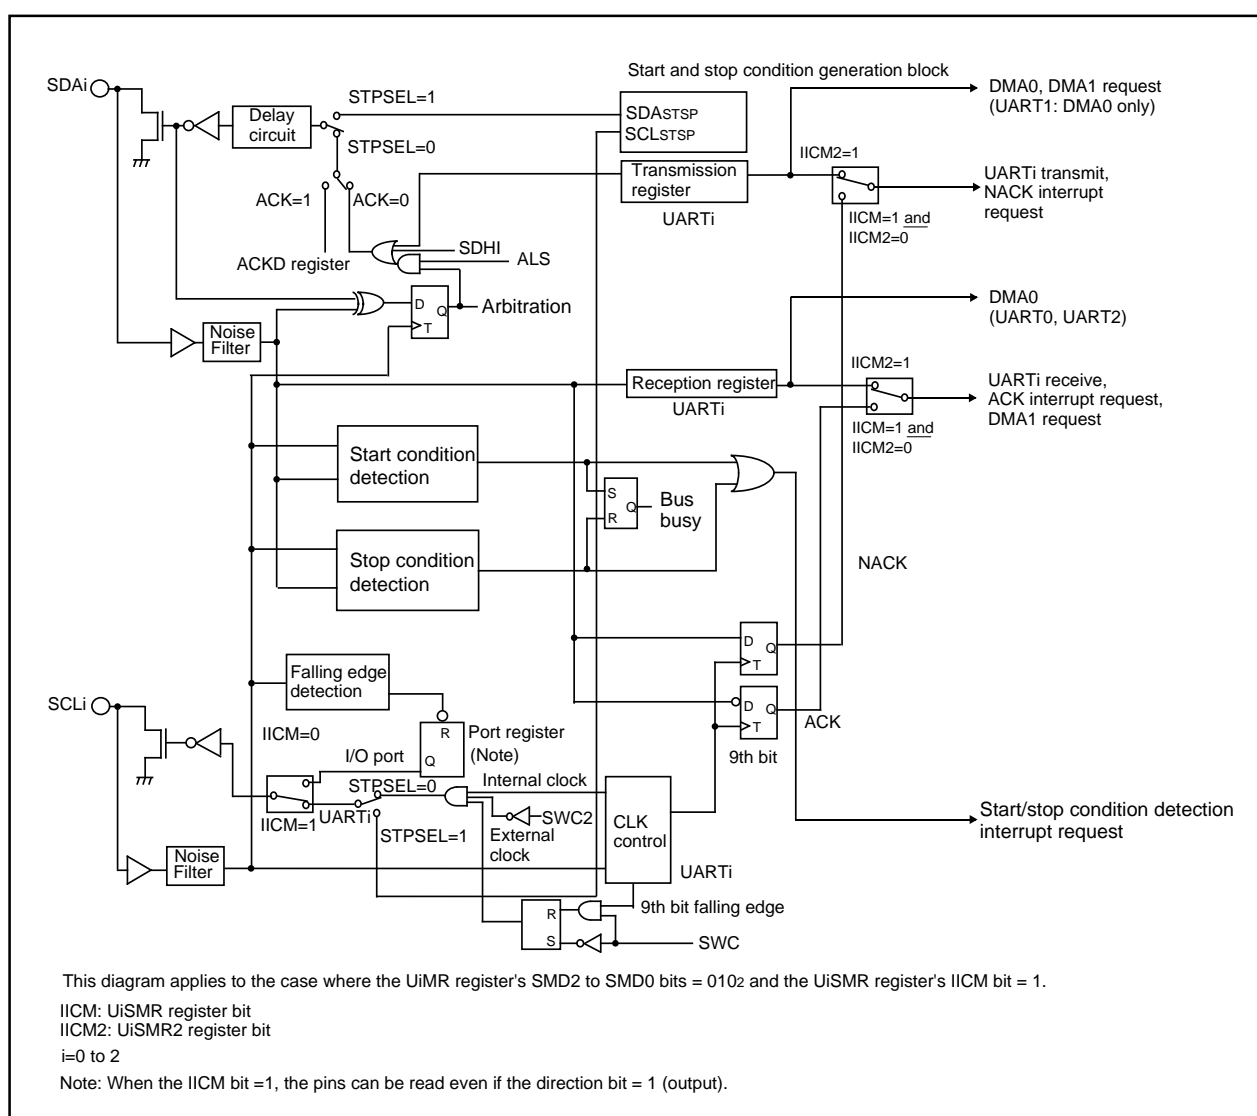 Start and stop condition generation block
SDAi
STPSEL=1
Delay
circuit
STPSEL=0
SDASTSP
SCLSTSP
DMA0, DMA1 request
(UART1: DMA0 only)
IICM2=1
Transmission
register
UARTi
UARTi transmit,
NACK interrupt
request
IICM=1 and
IICM2=0
ACK=1
ACK=0
SDHI
ALS
ACKD register
D
Q
T
Arbitration
Noise
Filter
DMA0
(UART0, UART2)
IICM2=1
Reception register
UARTi
UARTi receive,
ACK interrupt request,
DMA1 request
IICM=1 and
IICM2=0
Start condition
detection
S
Q
R
Bus
busy
Stop condition
detection
NACK
D
Q
T
Falling edge
detection
D
Q
T
ACK
9th bit
SCLi
IICM=0
R
Q
Port register
(Note)
I/O port
STPSEL=0
Internal clock
UARTi
IICM=1
SWC2
STPSEL=1
External
clock
CLK
control
UARTi
Start/stop condition detection
interrupt request
Noise
Filter
R
S
9th bit falling edge
SWC
This diagram applies to the case where the UiMR register's SMD2 to SMD0 bits = 0102 and the UiSMR register's IICM bit = 1.
IICM: UiSMR register bit
IICM2: UiSMR2 register bit
i=0 to 2
Note: When the IICM bit =1, the pins can be read even if the direction bit = 1 (output).